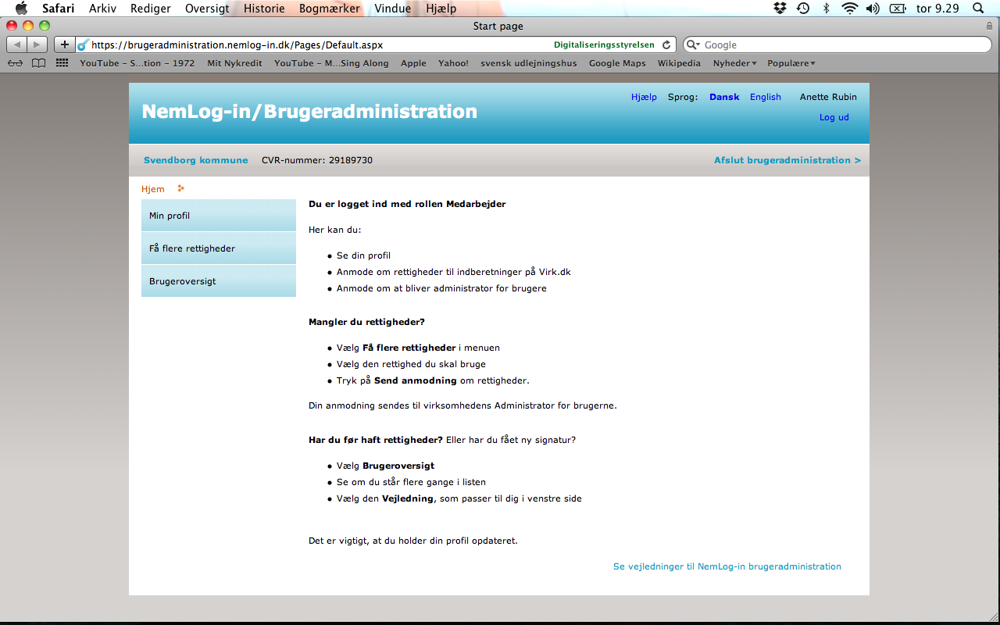 Safari Arkiv Rediger Oversigt Historie Bogmærker Vindue Hjælp tor 9.29
Start page
https://brugeradministration.nemlog-in.dk/Pages/Default.aspx Digitaliseringsstyrelsen Google
YouTube - S...tion - 1972 Mit Nykredit YouTube - M...Sing Along Apple Yahoo! svensk udlejningshus Google Maps Wikipedia Nyheder Populære
Hjælp Sprog: Dansk English Anette Rubin
NemLog-in/Brugeradministration
Log ud
Svendborg kommune CVR-nummer: 29189730 Afslut brugeradministration >
Hjem
Min profil
Få flere rettigheder
Brugeroversigt
Du er logget ind med rollen Medarbejder
Her kan du:
• Se din profil
• Anmode om rettigheder til indberetninger på Virk.dk
• Anmode om at bliver administrator for brugere
Mangler du rettigheder?
• Vælg Få flere rettigheder i menuen
• Vælg den rettighed du skal bruge
• Tryk på Send anmodning om rettigheder.
Din anmodning sendes til virksomhedens Administrator for brugerne.
Har du før haft rettigheder? Eller har du fået ny signatur?
• Vælg Brugeroversigt
• Se om du står flere gange i listen
• Vælg den Vejledning, som passer til dig i venstre side
Det er vigtigt, at du holder din profil opdateret.
Se vejledninger til NemLog-in brugeradministration